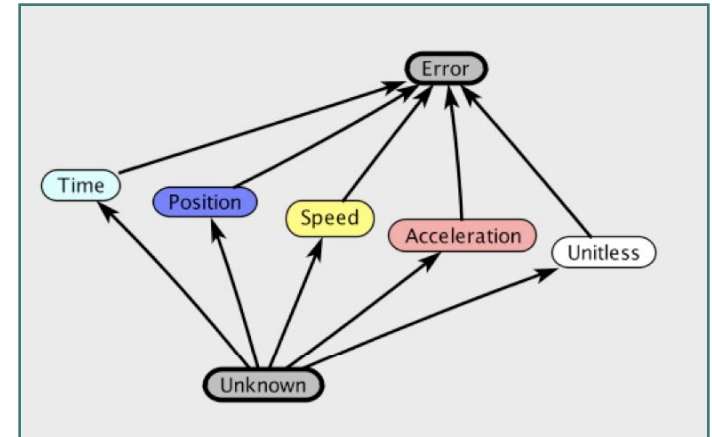 Error
Time
Position
Speed
Acceleration
Unitless
Unknown